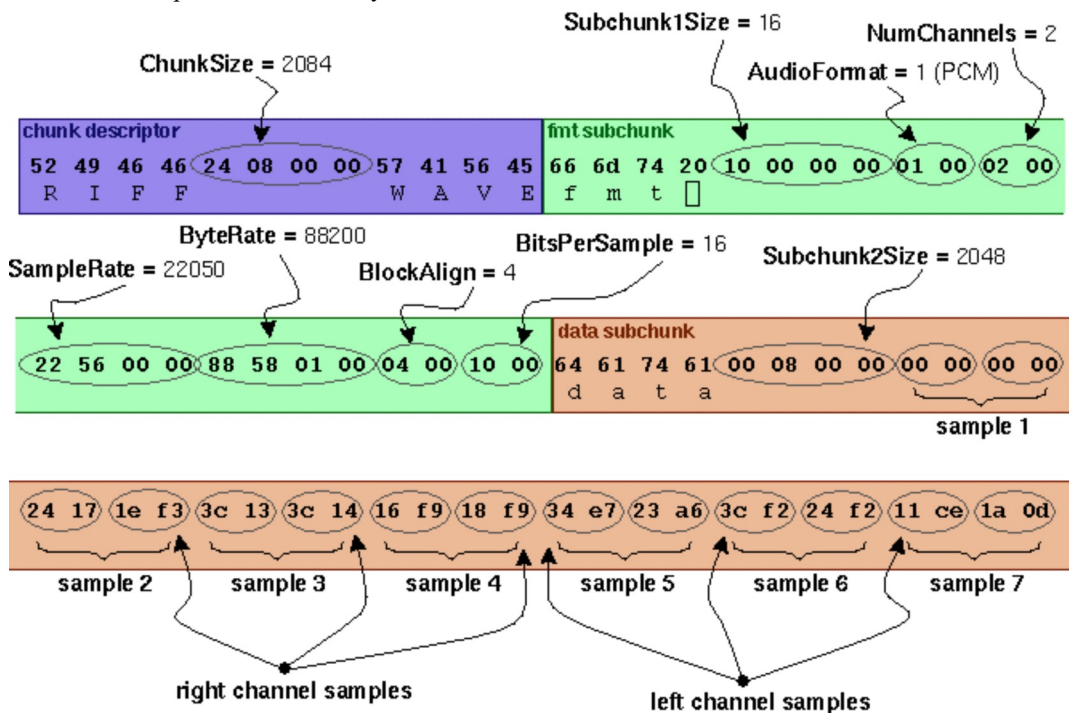 Subchunk1Size = 16
NumChannels = 2
ChunkSize = 2084
AudioFormat = 1 (PCM)
chunk descriptor
fmt subchunk
52 49 46 46 24 08 00 00 57 41 56 45 66 6d 74 20 10 00 00 00 01 00 02 00
R I F F W A V E f m t
ByteRate = 88200
BitsPerSample = 16
SampleRate = 22050
BlockAlign = 4
Subchunk2Size = 2048
data subchunk
22 56 00 00 88 58 01 00 04 00 10 00 64 61 74 61 00 08 00 00 00 00 00 00
d a t a
sample 1
24 17 1e f3 3c 13 3c 14 16 f9 18 f9 34 e7 23 a6 3c f2 24 f2 11 ce 1a 0d
sample 2 sample 3 sample 4 sample 5 sample 6 sample 7
right channel samples
left channel samples